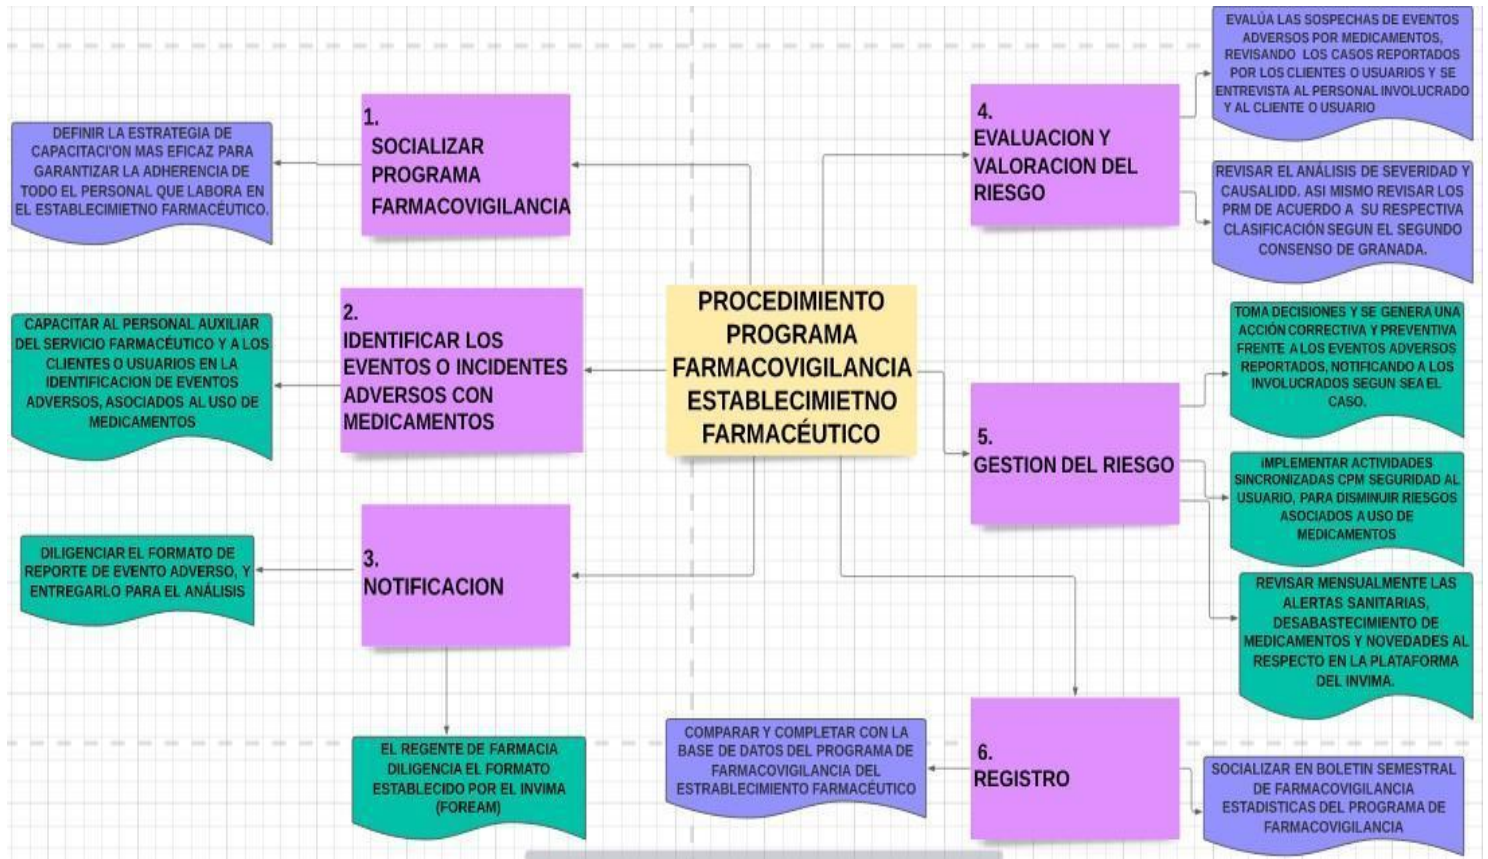 PROCEDIMIENTO
PROGRAMA
FARMACOVIGILANCIA
ESTABLECIMIETNO
FARMACÉUTICO
1.
SOCIALIZAR
PROGRAMA
FARMACOVIGILANCIA
DEFINIR LA ESTRATEGIA DE
CAPACITACI'ON MAS EFICAZ PARA
GARANTIZAR LA ADHERENCIA DE
TODO EL PERSONAL QUE LABORA EN
EL ESTABLECIMIETNO FARMACÉUTICO.
2.
IDENTIFICAR LOS
EVENTOS O INCIDENTES
ADVERSOS CON
MEDICAMENTOS
CAPACITAR AL PERSONAL AUXILIAR
DEL SERVICIO FARMACÉUTICO Y A LOS
CLIENTES O USUARIOS EN LA
IDENTIFICACION DE EVENTOS
ADVERSOS, ASOCIADOS AL USO DE
MEDICAMENTOS
3.
NOTIFICACION
DILIGENCIAR EL FORMATO DE
REPORTE DE EVENTO ADVERSO, Y
ENTREGARLO PARA EL ANÁLISIS
EL REGENTE DE FARMACIA
DILIGENCIA EL FORMATO
ESTABLECIDO POR EL INVIMA
(FOREAM)
4.
EVALUACION Y
VALORACION DEL
RIESGO
EVALÚA LAS SOSPECHAS DE EVENTOS
ADVERSOS POR MEDICAMENTOS,
REVISANDO LOS CASOS REPORTADOS
POR LOS CLIENTES O USUARIOS Y SE
ENTREVISTA AL PERSONAL INVOLUCRADO
Y AL CLIENTE O USUARIO
REVISAR EL ANÁLISIS DE SEVERIDAD Y
CAUSALIDD. ASI MISMO REVISAR LOS
PRM DE ACUERDO A SU RESPECTIVA
CLASIFICACIÓN SEGUN EL SEGUNDO
CONSENSO DE GRANADA.
5.
GESTION DEL RIESGO
TOMA DECISIONES Y SE GENERA UNA
ACCIÓN CORRECTIVA Y PREVENTIVA
FRENTE A LOS EVENTOS ADVERSOS
REPORTADOS, NOTIFICANDO A LOS
INVOLUCRADOS SEGUN SEA EL
CASO.
iMPLEMENTAR ACTIVIDADES
SINCRONIZADAS CPM SEGURIDAD AL
USUARIO, PARA DISMINUIR RIESGOS
ASOCIADOS A USO DE
MEDICAMENTOS
REVISAR MENSUALMENTE LAS
ALERTAS SANITARIAS,
DESABASTECIMIENTO DE
MEDICAMENTOS Y NOVEDADES AL
RESPECTO EN LA PLATAFORMA
DEL INVIMA.
6.
REGISTRO
COMPARAR Y COMPLETAR CON LA
BASE DE DATOS DEL PROGRAMA DE
FARMACOVIGILANCIA DEL
ESTRABLECIMIENTO FARMACÉUTICO
SOCIALIZAR EN BOLETIN SEMESTRAL
DE FARMACOVIGILANCIA
ESTADISTICAS DEL PROGRAMA DE
FARMACOVIGILANCIA